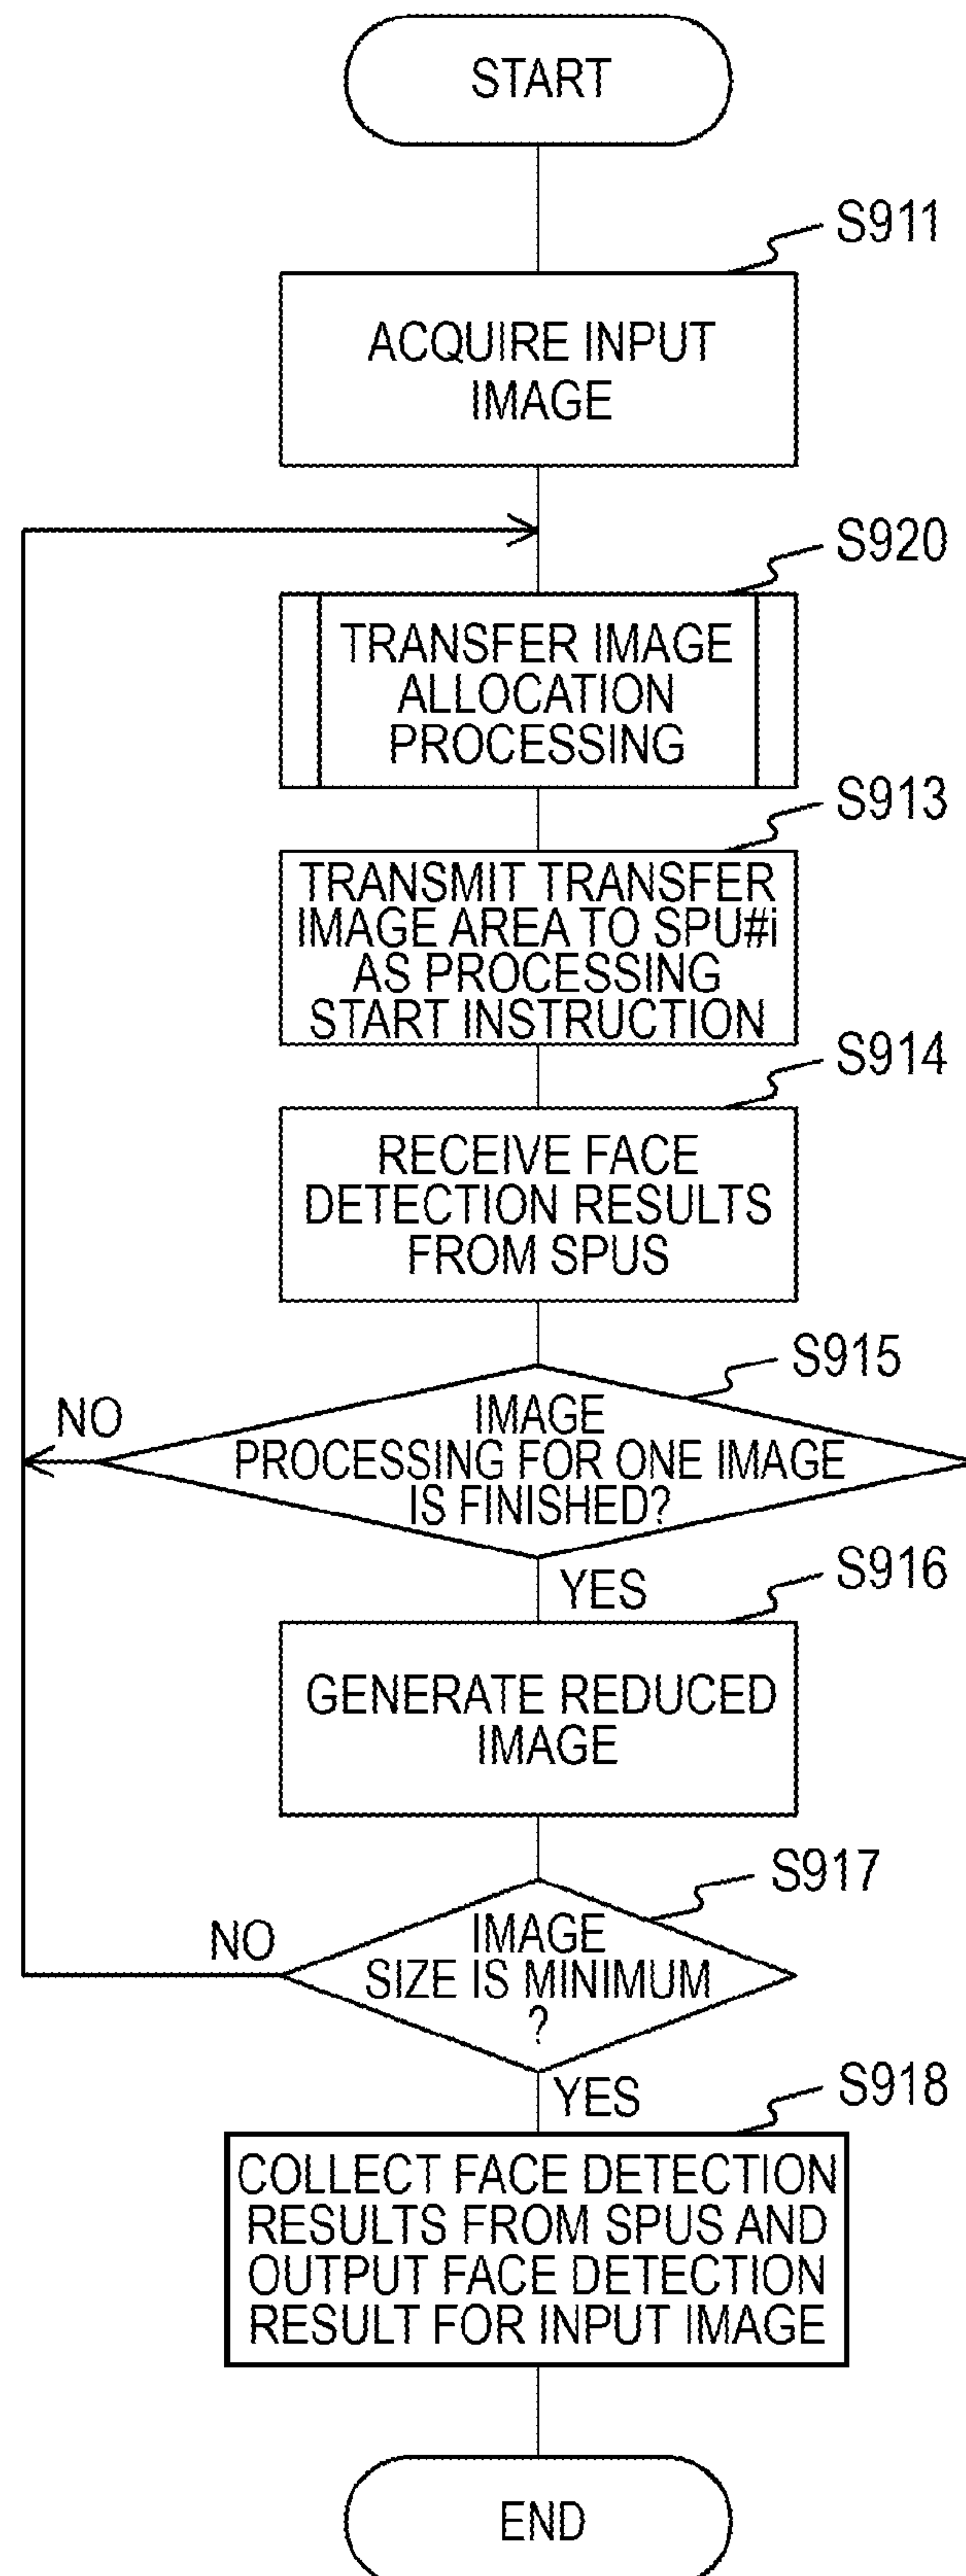 START
S911
ACQUIRE INPUT
IMAGE
S920
TRANSFER IMAGE
ALLOCATION
PROCESSING
S913
TRANSMIT TRANSFER
IMAGE AREA TO SPU#i
AS PROCESSING
START INSTRUCTION
S914
RECEIVE FACE
DETECTION RESULTS
FROM SPUS
S915
NO
IMAGE
PROCESSING FOR ONE IMAGE
IS FINISHED?
YES
S916
GENERATE REDUCED
IMAGE
S917
NO
IMAGE
SIZE IS MINIMUM
?
YES
S918
COLLECT FACE DETECTION
RESULTS FROM SPUS AND
OUTPUT FACE DETECTION
RESULT FOR INPUT IMAGE
END